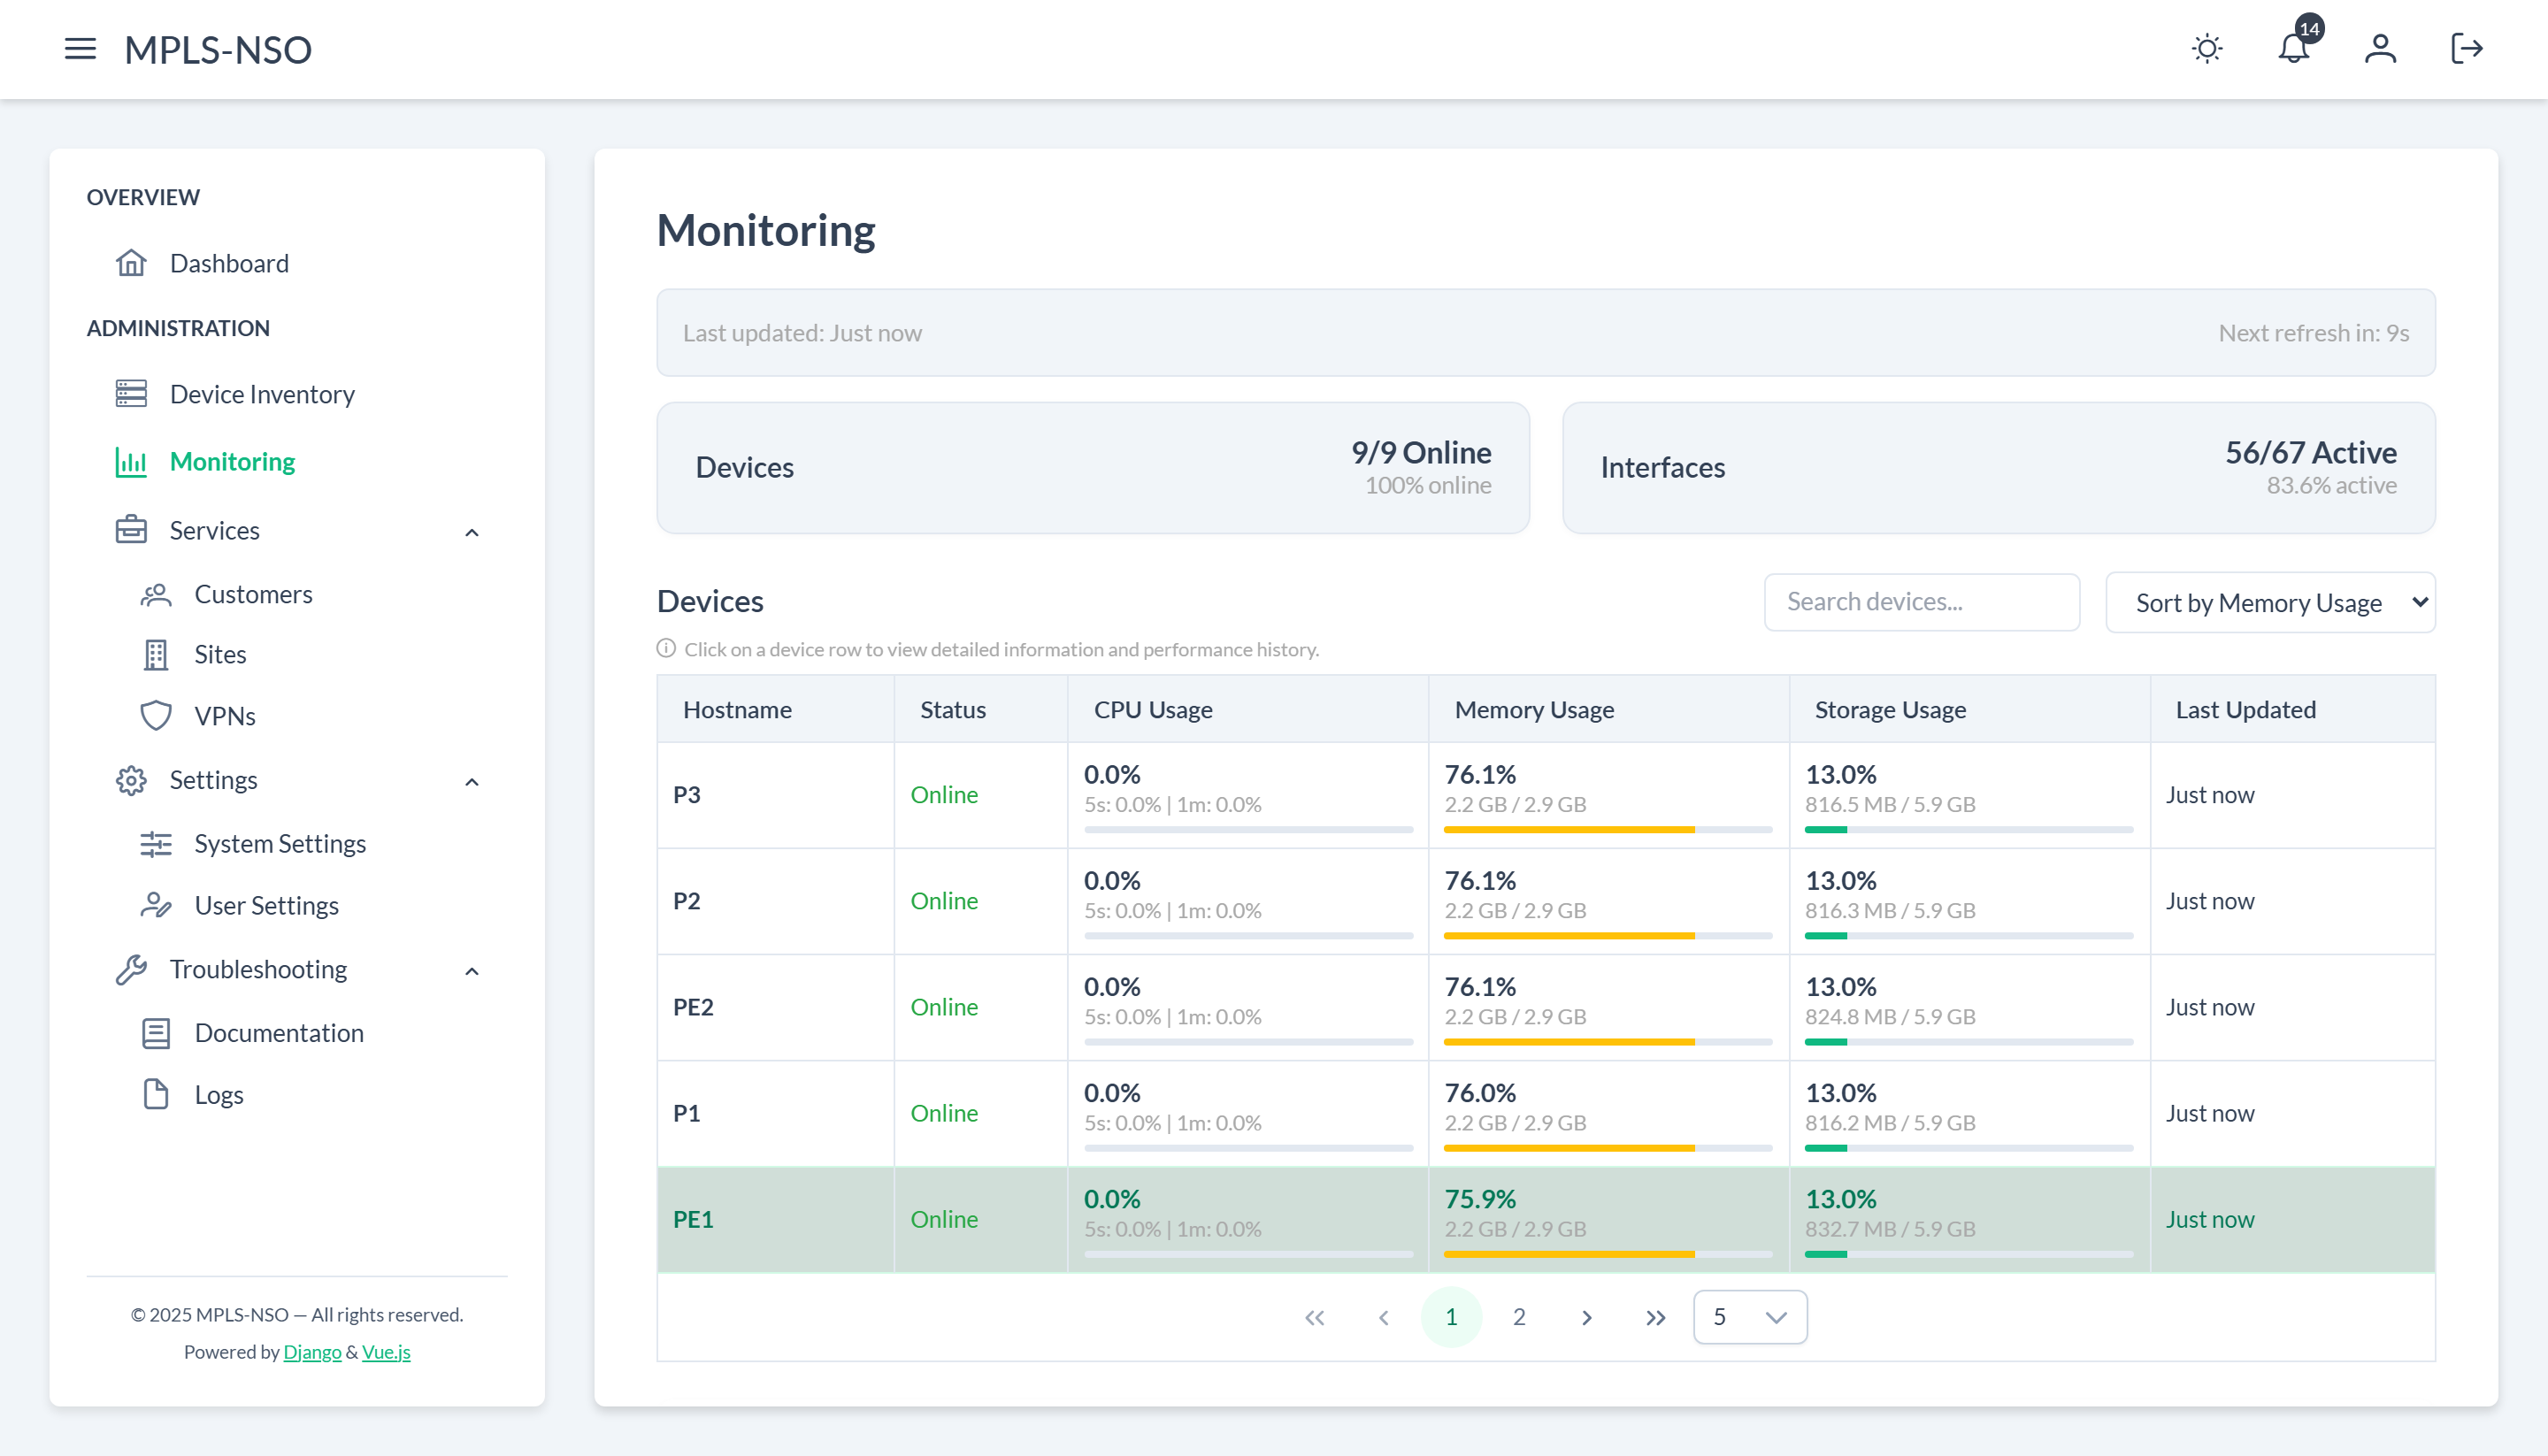 MPLS-NSO
14
OVERVIEW
Dashboard
ADMINISTRATION
Device Inventory
Monitoring
Services
Customers
Sites
VPNs
Settings
System Settings
User Settings
Troubleshooting
Documentation
Logs
© 2025 MPLS-NSO — All rights reserved.
Powered by Django & Vue.js
Monitoring
Last updated: Just now
Next refresh in: 9s
Devices
9/9 Online
100% online
Interfaces
56/67 Active
83.6% active
Devices
Search devices...
Sort by Memory Usage
Click on a device row to view detailed information and performance history.
Hostname Status CPU Usage Memory Usage Storage Usage Last Updated
P3 Online 0.0% 76.1% 13.0% Just now
5s: 0.0% | 1m: 0.0% 2.2 GB / 2.9 GB 816.5 MB / 5.9 GB
P2 Online 0.0% 76.1% 13.0% Just now
5s: 0.0% | 1m: 0.0% 2.2 GB / 2.9 GB 816.3 MB / 5.9 GB
PE2 Online 0.0% 76.1% 13.0% Just now
5s: 0.0% | 1m: 0.0% 2.2 GB / 2.9 GB 824.8 MB / 5.9 GB
P1 Online 0.0% 76.0% 13.0% Just now
5s: 0.0% | 1m: 0.0% 2.2 GB / 2.9 GB 816.2 MB / 5.9 GB
PE1 Online 0.0% 75.9% 13.0% Just now
5s: 0.0% | 1m: 0.0% 2.2 GB / 2.9 GB 832.7 MB / 5.9 GB
1 2 5